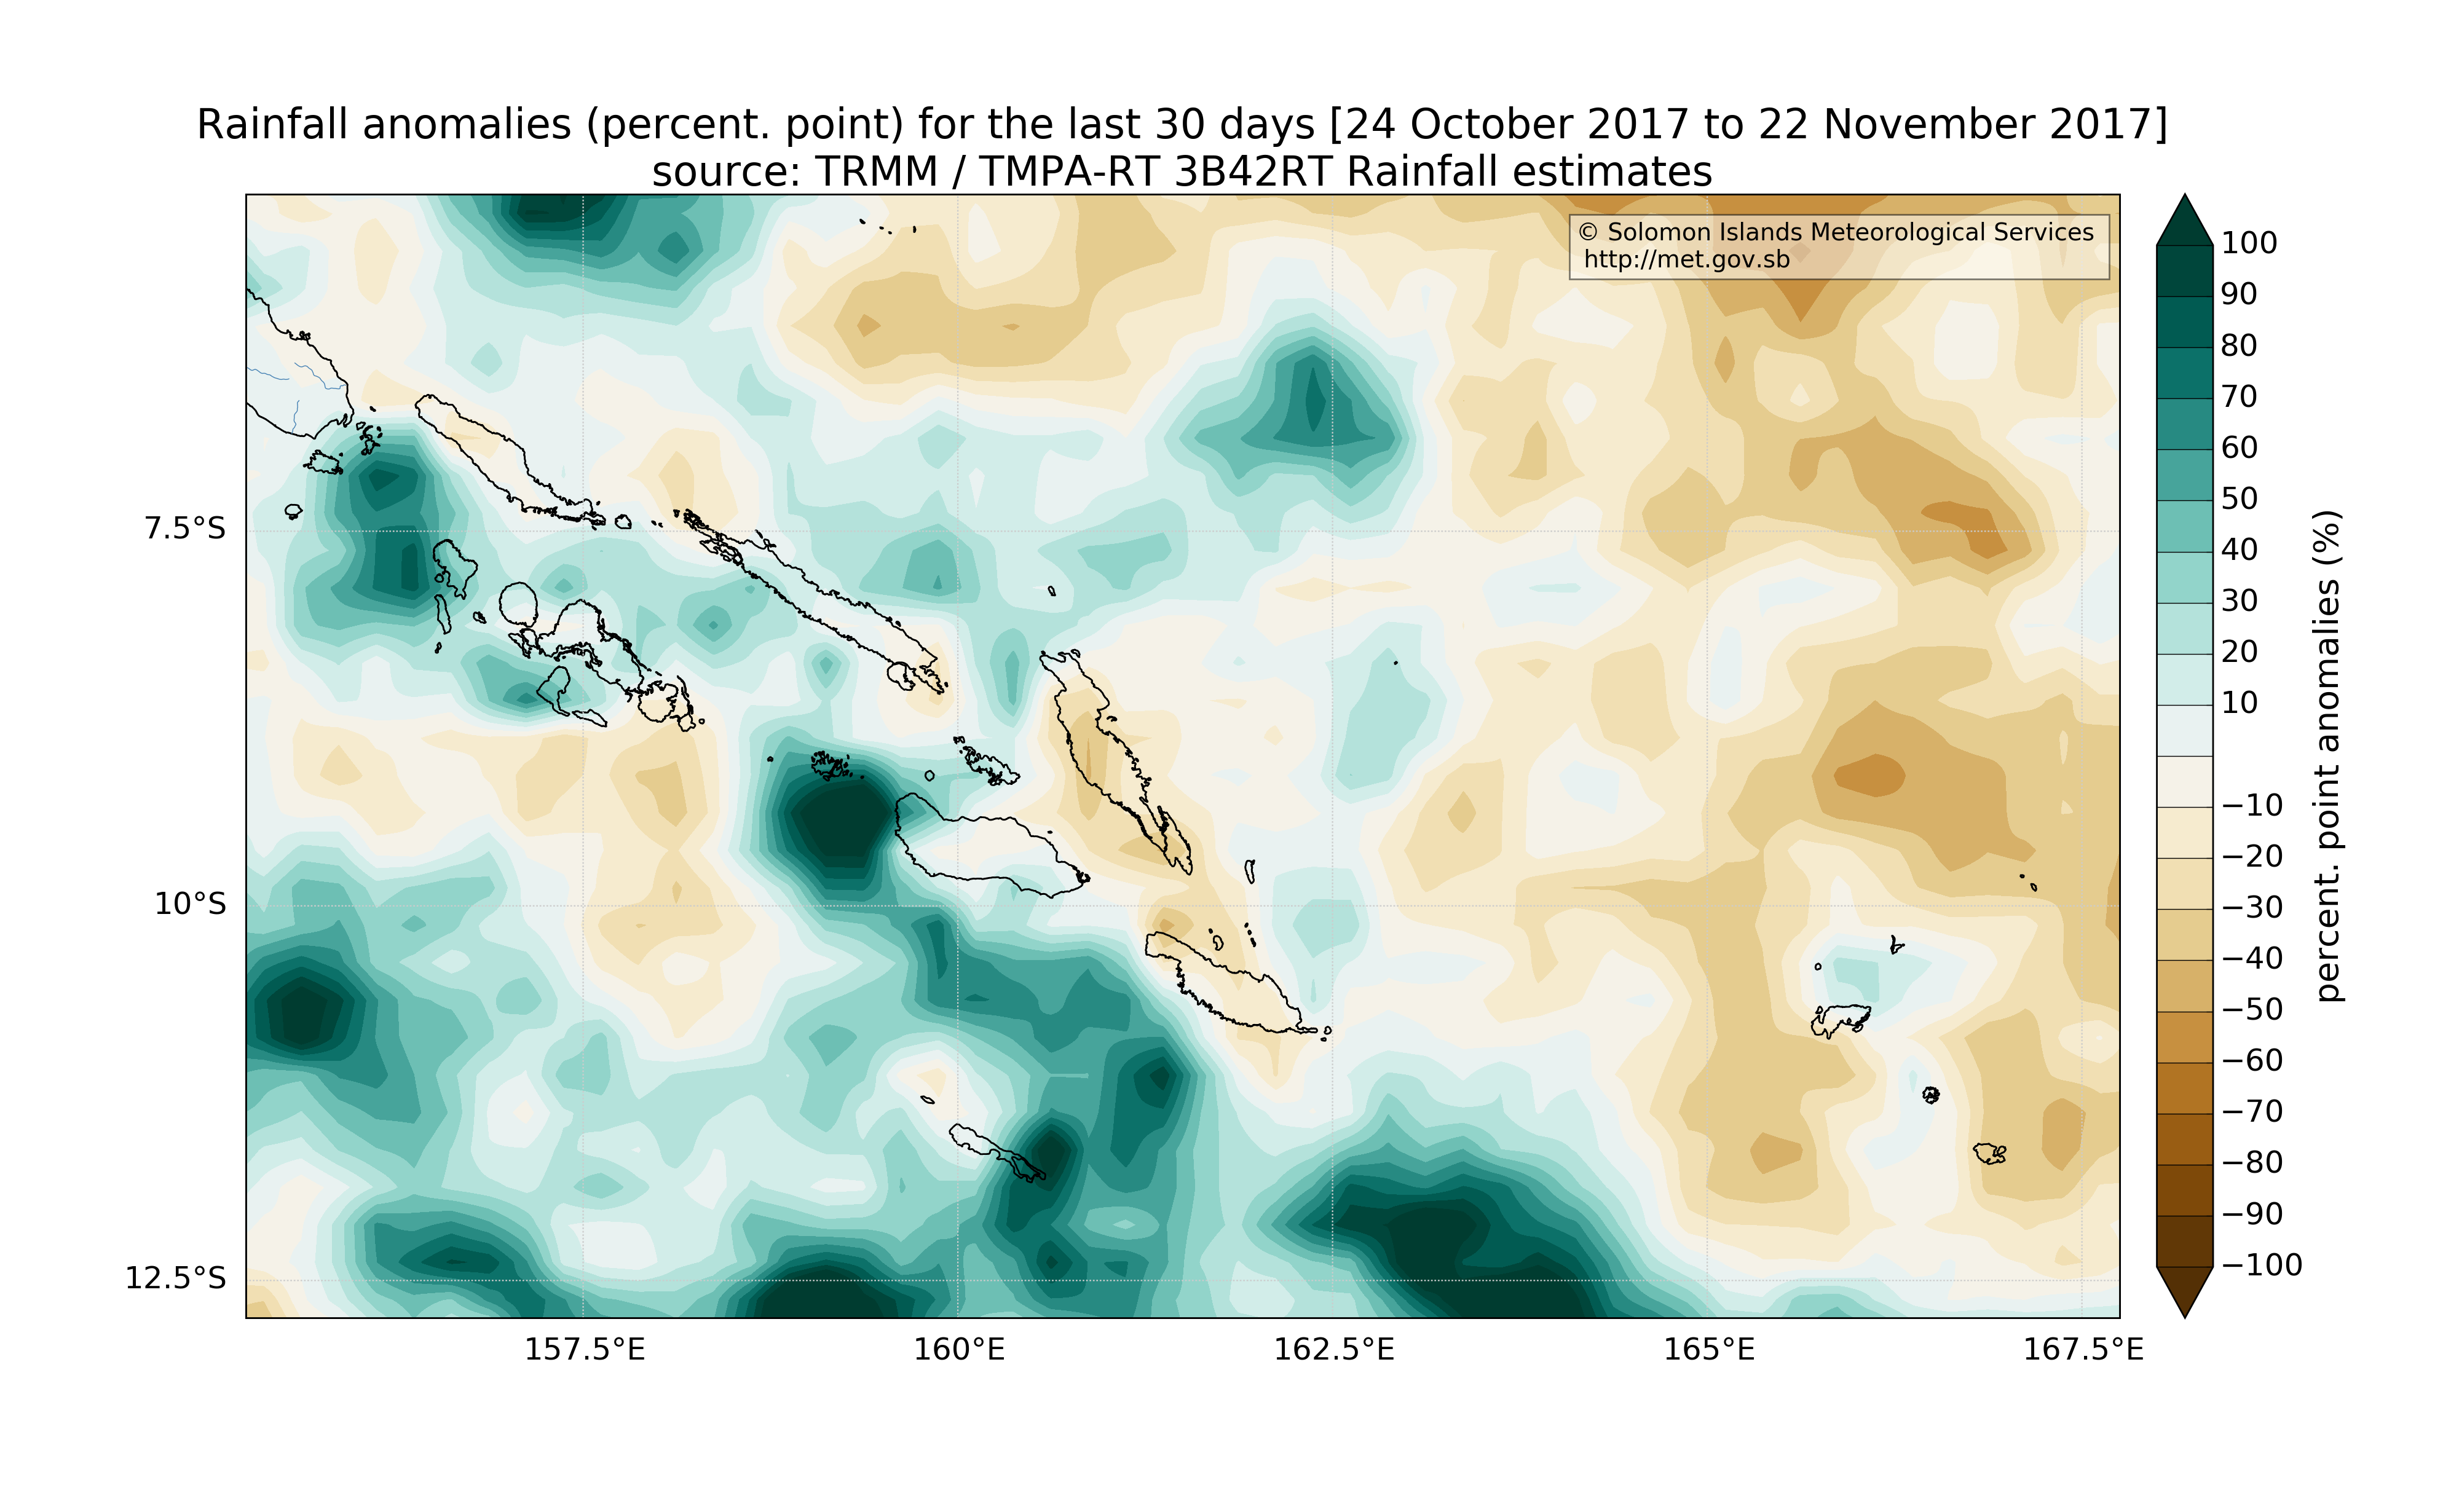 Rainfall anomalies (percent. point) for the last 30 days [24 October 2017 to 22 November 2017]
source: TRMM / TMPA-RT 3B42RT Rainfall estimates
© Solomon Islands Meteorological Services
http://met.gov.sb
7.5°S
10°S
12.5°S
157.5°E
160°E
162.5°E
165°E
167.5°E
100
90
80
70
60
50
40
30
20
10
−10
−20
−30
−40
−50
−60
−70
−80
−90
−100
percent. point anomalies (%)